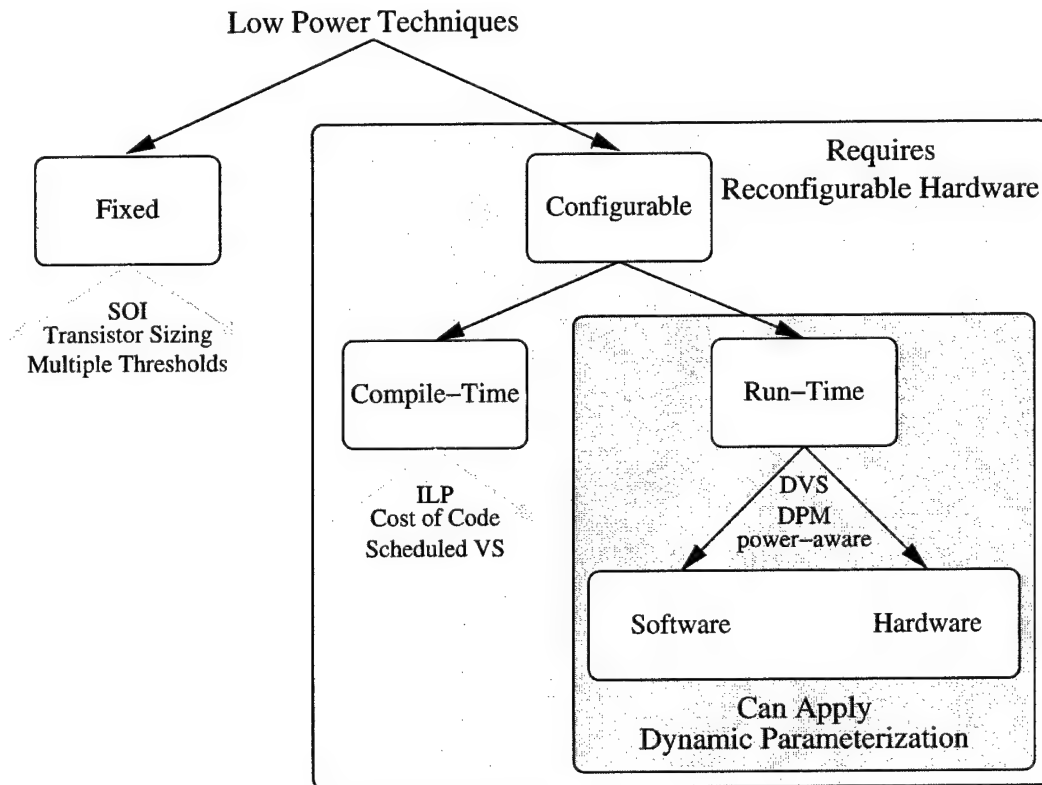 Low Power Techniques
Requires
Reconfigurable Hardware
Fixed
Configurable
SOI
Transistor Sizing
Multiple Thresholds
Compile−Time
Run−Time
ILP
Cost of Code
Scheduled VS
DVS
DPM
power−aware
Software
Hardware
Can Apply
Dynamic Parameterization